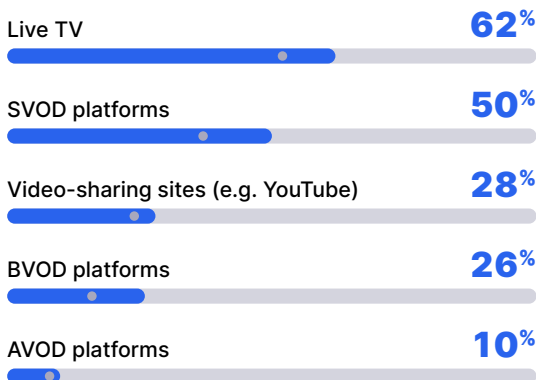 Live TV 62%
SVOD platforms 50%
Video-sharing sites (e.g. YouTube) 28%
BVOD platforms 26%
AVOD platforms 10%